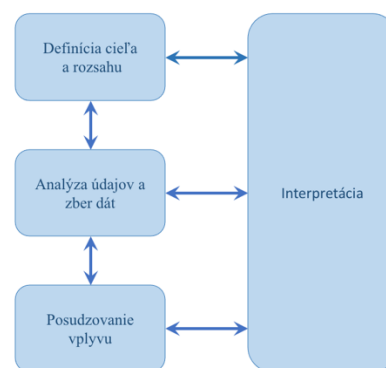 Definícia cieľa
a rozsahu
Analýza údajov a
zber dát
Interpretácia
Posudzovanie
vplyvu